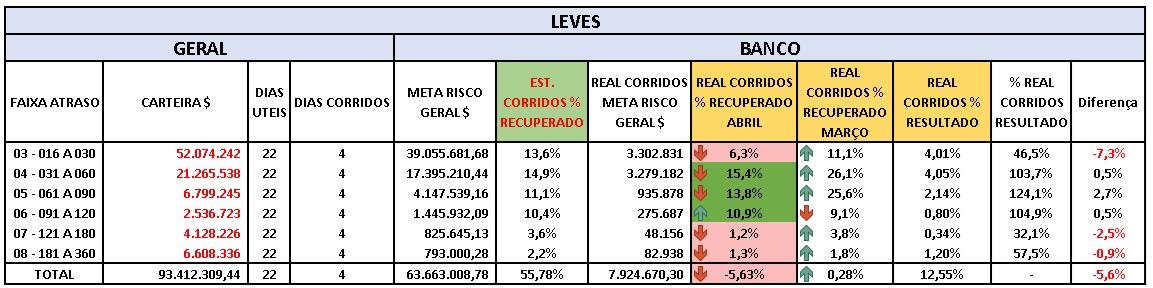 LEVES
GERAL BANCO
FAIXA ATRASO CARTEIRA $ DIAS UTEIS DIAS CORRIDOS META RISCO GERAL $ EST. CORRIDOS % RECUPERADO REAL CORRIDOS META RISCO GERAL $ REAL CORRIDOS % RECUPERADO ABRIL REAL CORRIDOS % RECUPERADO MARÇO REAL CORRIDOS % RESULTADO % REAL CORRIDOS RESULTADO Diferença
03 - 016 A 030 52.074.242 22 4 39.055.681,68 13,6% 3.302.831 6,3% 11,1% 4,01% 46,5% -7,3%
04 - 031 A 060 21.265.538 22 4 17.395.210,44 14,9% 3.279.182 15,4% 26,1% 4,05% 103,7% 0,5%
05 - 061 A 090 6.799.245 22 4 4.147.539,16 11,1% 935.878 13,8% 25,6% 2,14% 124,1% 2,7%
06 - 091 A 120 2.536.723 22 4 1.445.932,09 10,4% 275.687 10,9% 9,1% 0,80% 104,9% 0,5%
07 - 121 A 180 4.128.226 22 4 825.645,13 3,6% 48.156 1,2% 3,8% 0,34% 32,1% -2,5%
08 - 181 A 360 6.608.336 22 4 793.000,28 2,2% 82.938 1,3% 1,8% 1,20% 57,5% -0,9%
TOTAL 93.412.309,44 22 4 63.663.008,78 55,78% 7.924.670,30 -5,63% 0,28% 12,55% - -5,6%